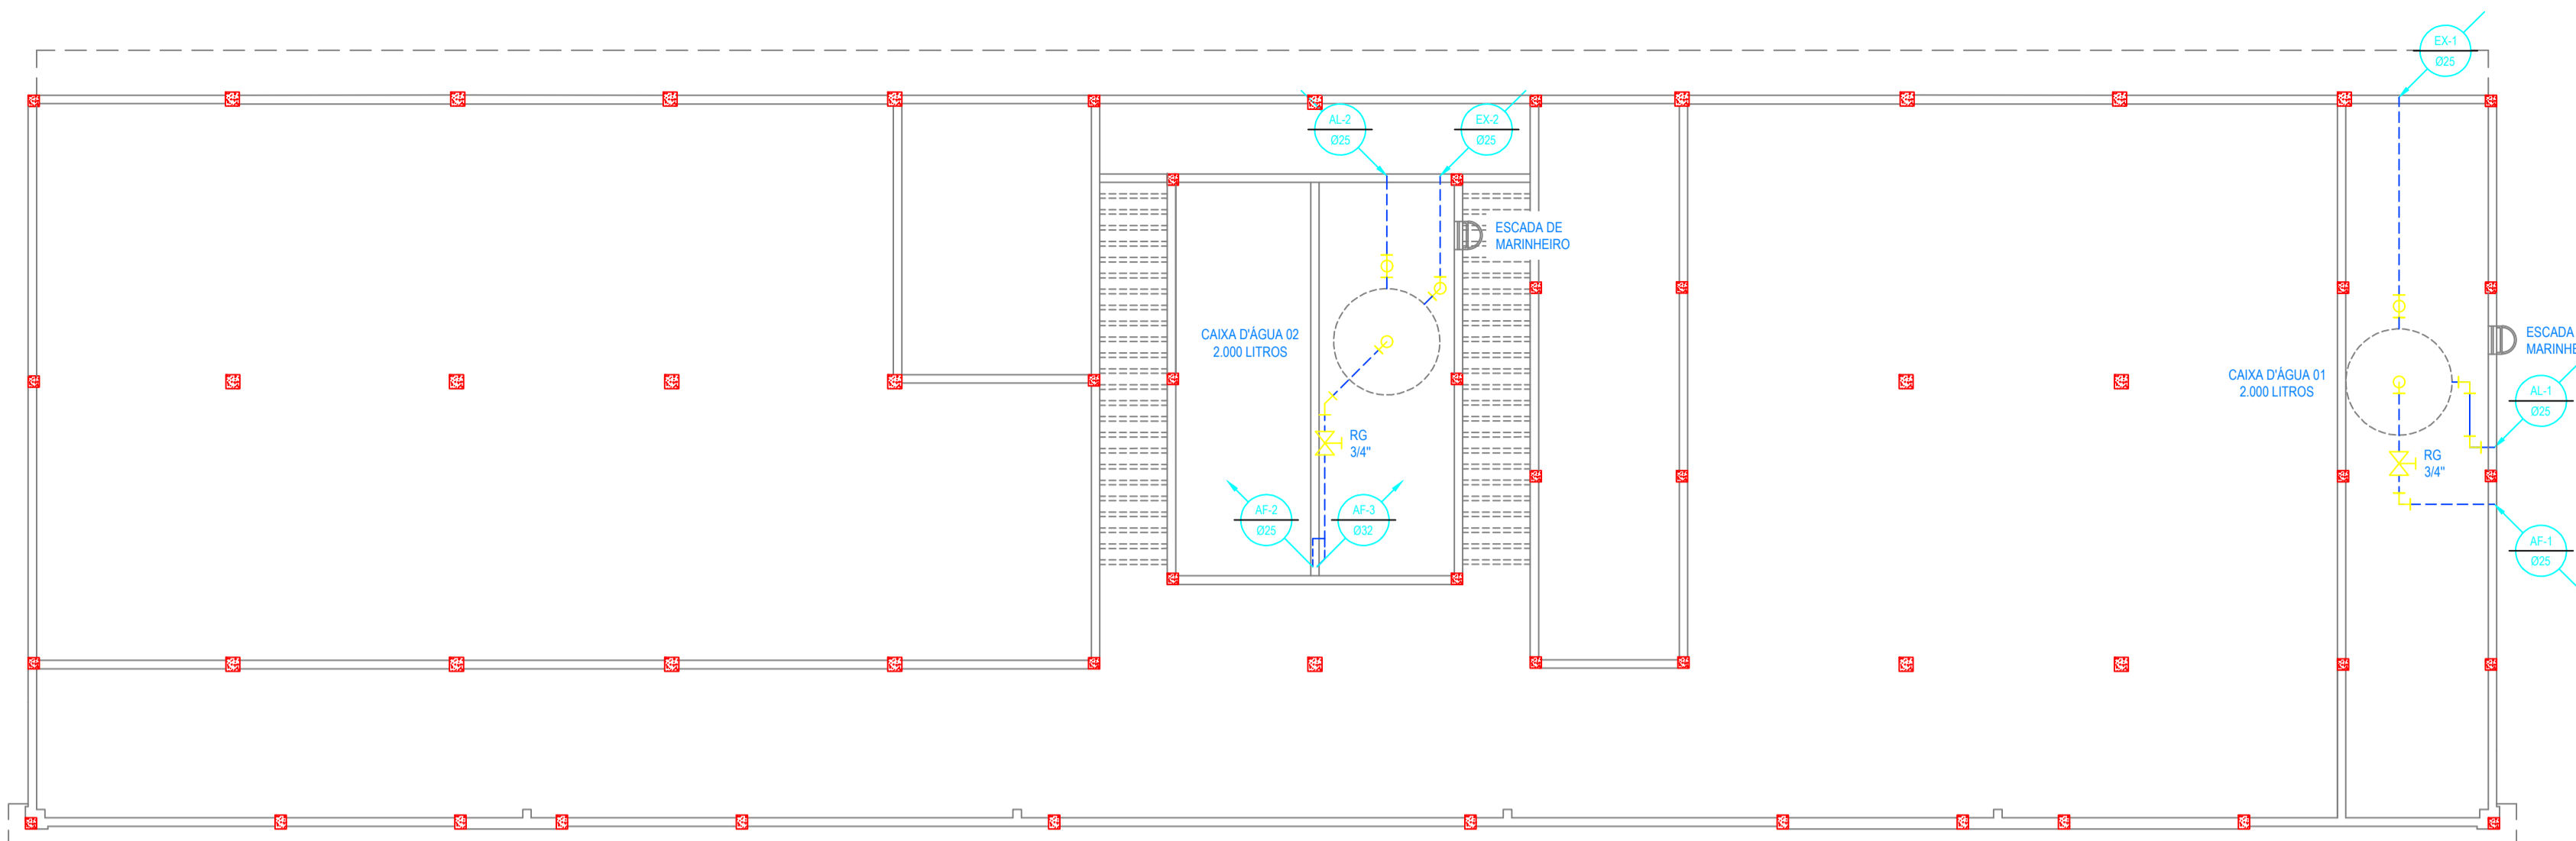 EX-1
Ø25
AL-2
Ø25
EX-2
Ø25
ESCADA DE
MARINHEIRO
CAIXA D'ÁGUA 02
2.000 LITROS
RG
3/4"
AF-2
Ø25
AF-3
Ø32
ESCADA
MARINHE
CAIXA D'ÁGUA 01
2.000 LITROS
AL-1
Ø25
RG
3/4"
AF-1
Ø25